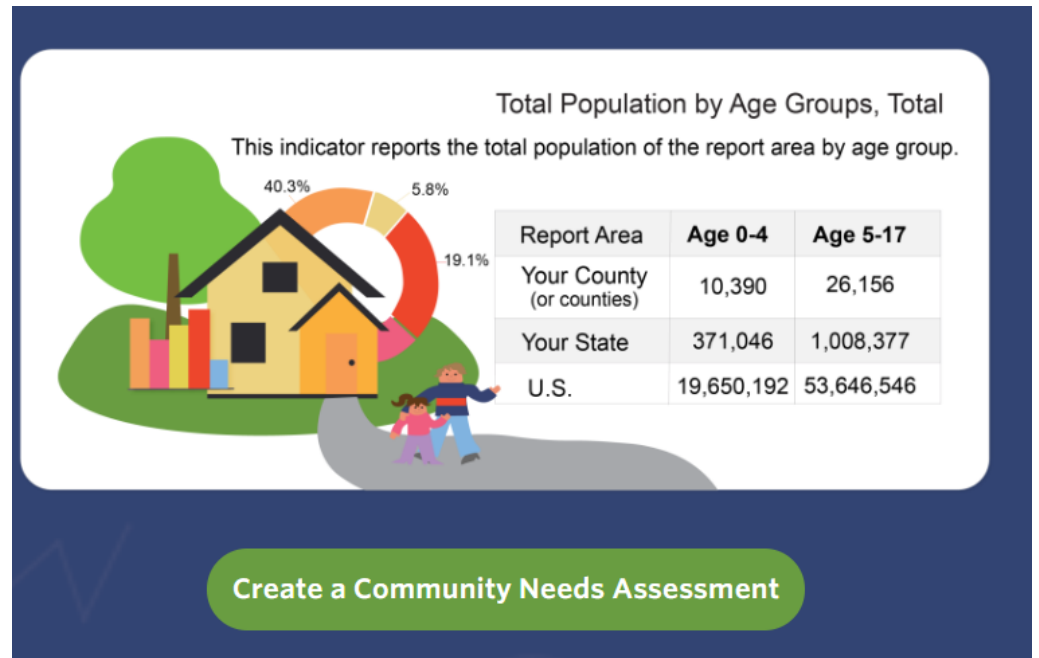 Total Population by Age Groups, Total
This indicator reports the total population of the report area by age group.
40.3%
5.8%
19.1%
Report Area Age 0-4 Age 5-17
Your County
(or counties)
10,390 26,156
Your State 371,046 1,008,377
U.S. 19,650,192 53,646,546
Create a Community Needs Assessment